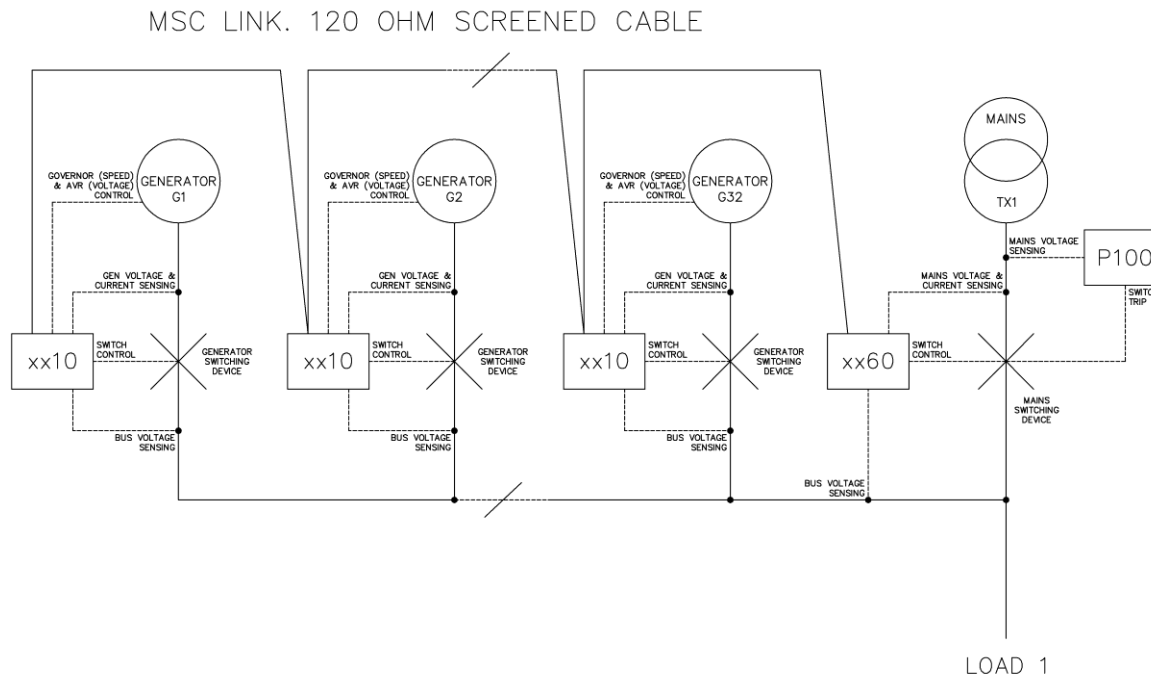 MSC LINK. 120 OHM SCREENED CABLE
GOVERNOR (SPEED)
& AVR (VOLTAGE)
CONTROL
GENERATOR
G1
GEN VOLTAGE &
CURRENT SENSING
xx10
SWITCH
CONTROL
GENERATOR
SWITCHING
DEVICE
BUS VOLTAGE
SENSING
GOVERNOR (SPEED)
& AVR (VOLTAGE)
CONTROL
GENERATOR
G2
GEN VOLTAGE &
CURRENT SENSING
xx10
SWITCH
CONTROL
GENERATOR
SWITCHING
DEVICE
BUS VOLTAGE
SENSING
GOVERNOR (SPEED)
& AVR (VOLTAGE)
CONTROL
GENERATOR
G32
GEN VOLTAGE &
CURRENT SENSING
xx10
SWITCH
CONTROL
GENERATOR
SWITCHING
DEVICE
BUS VOLTAGE
SENSING
MAINS
TX1
MAINS VOLTAGE
SENSING
P100
SWITC
TRIP
MAINS VOLTAGE &
CURRENT SENSING
xx60
SWITCH
CONTROL
MAINS
SWITCHING
DEVICE
BUS VOLTAGE
SENSING
LOAD 1